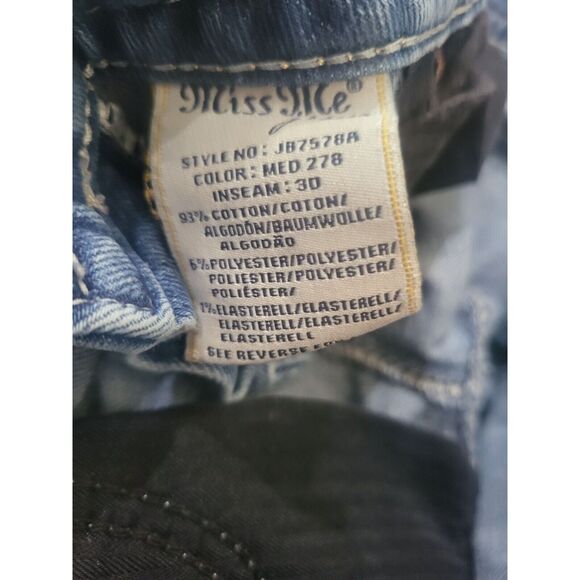 Miss Me®
STYLE NO: JB7578A
COLOR: MED 278
INSEAM: 30
93% COTTON/COTON/
ALGODÓN/BAUMWOLLE/
ALGODÃO
6% POLYESTER/POLYESTER/
POLIÉSTER/POLYESTER/
POLIÉSTER/
1% ELASTERELL/ELASTERELL/
ELASTERELL/ELASTERELL/
ELASTERELL
SEE REVERSE